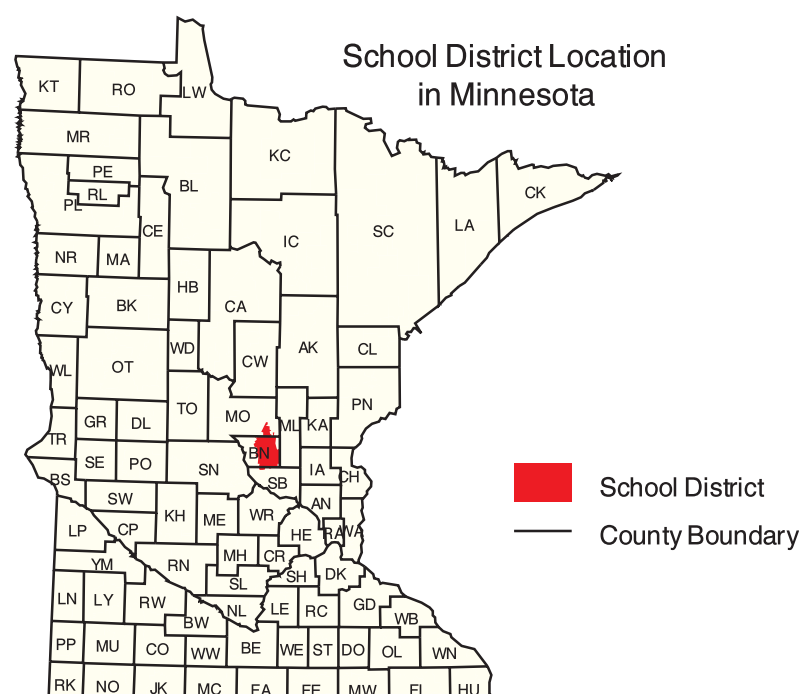 School District Location
in Minnesota
KT
RO
LW
MR
KC
PE
BL
RL
PL
CK
CE
SC
LA
IC
NR
MA
HB
CY
BK
CA
WD
AK
CL
CW
WL
OT
TO
MO
PN
GR
DL
ML
KA
TR
BN
SE
PO
SN
IA
CH
BS
SB
SW
AN
KH
ME
WR
LP
CP
HE
RA
WA
MH
CR
YM
RN
SH
DK
SL
LN
LY
RW
NL
LE
RC
GD
BW
WB
PP
MU
CO
WW
BE
WE
ST
DO
OL
WN
RK
NO
JK
MC
FA
FE
MW
FL
HU
School District
County Boundary